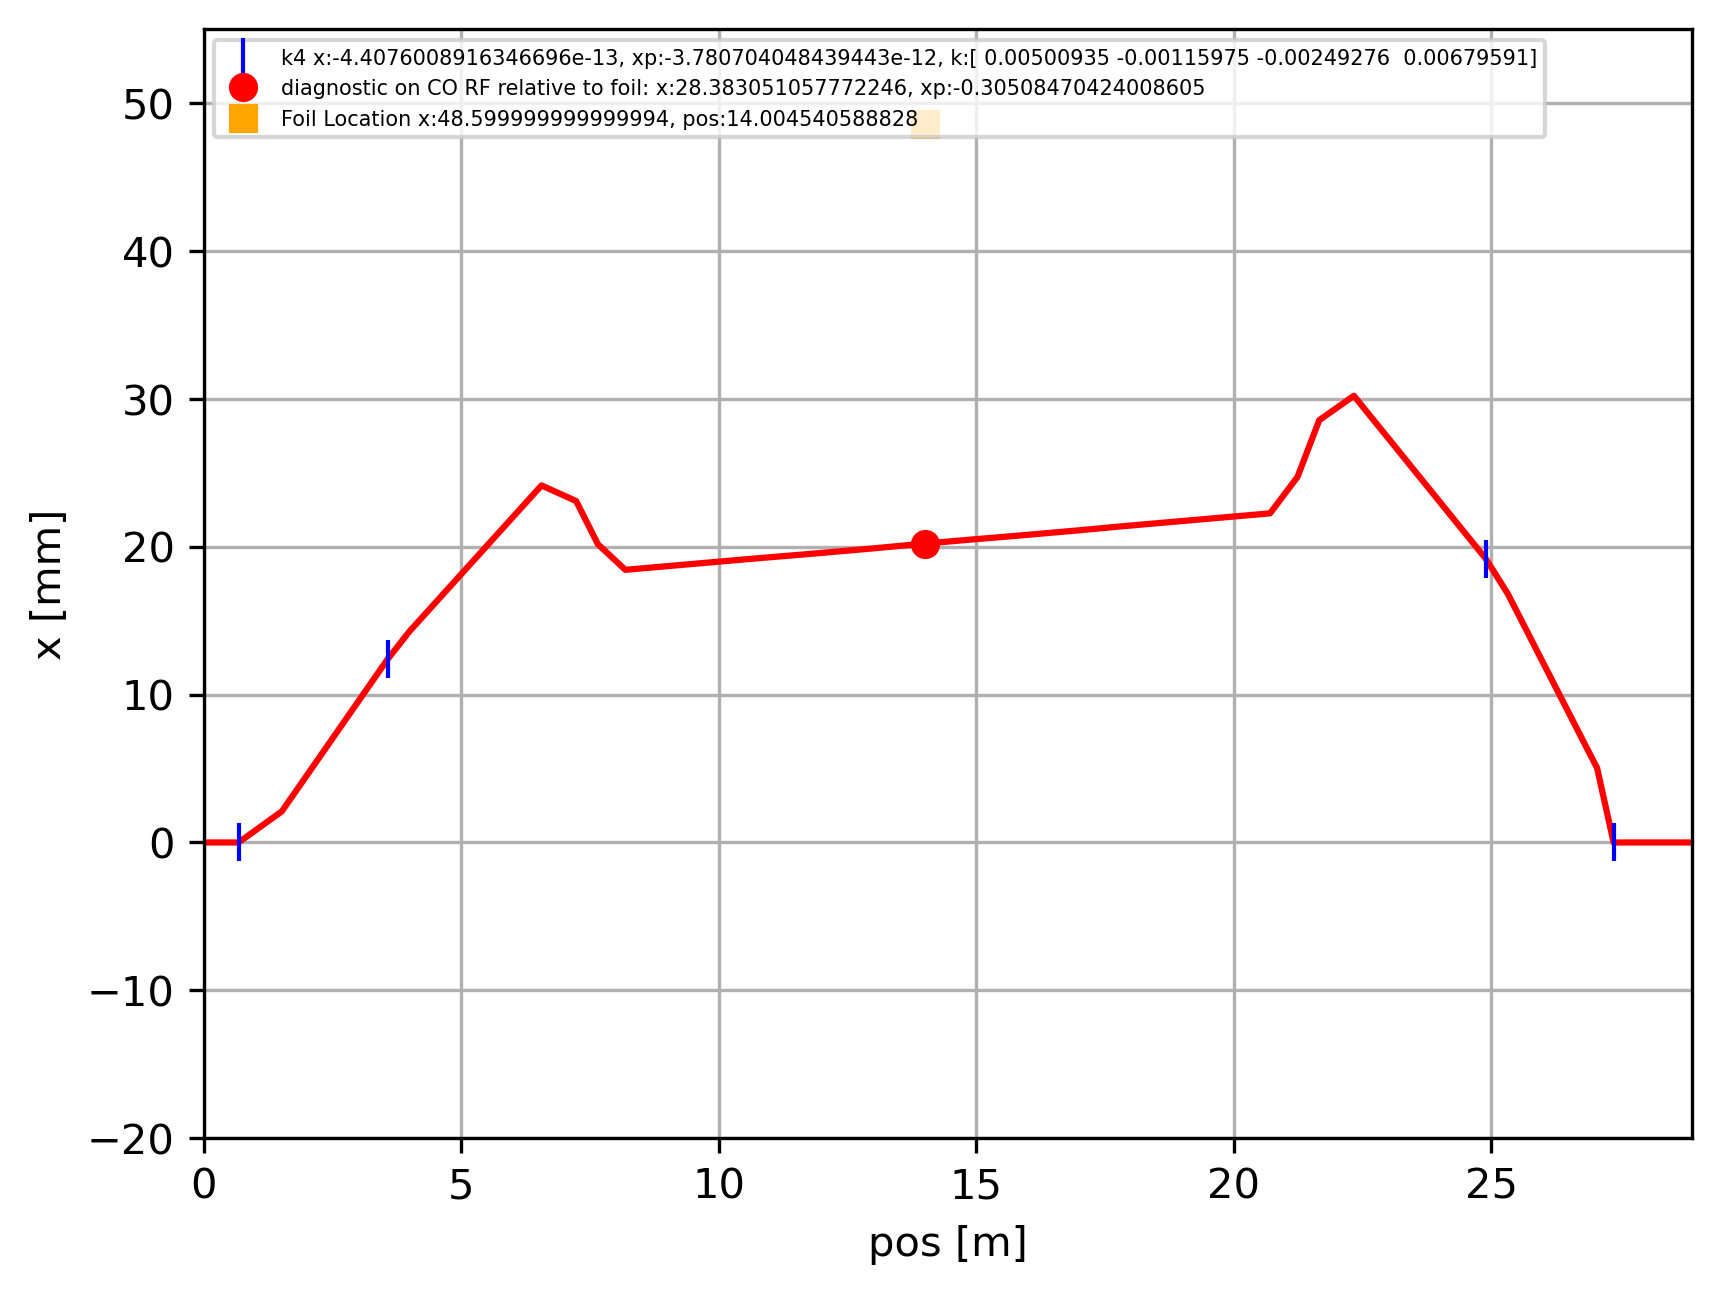 k4 x:-4.4076008916346696e-13, xp:-3.780704048439443e-12, k:[ 0.00500935 -0.00115975 -0.00249276  0.00679591]
diagnostic on CO RF relative to foil: x:28.383051057772246, xp:-0.30508470424008605
Foil Location x:48.599999999999994, pos:14.004540588828
50
40
30
20
10
0
−10
−20
x [mm]
0 5 10 15 20 25
pos [m]